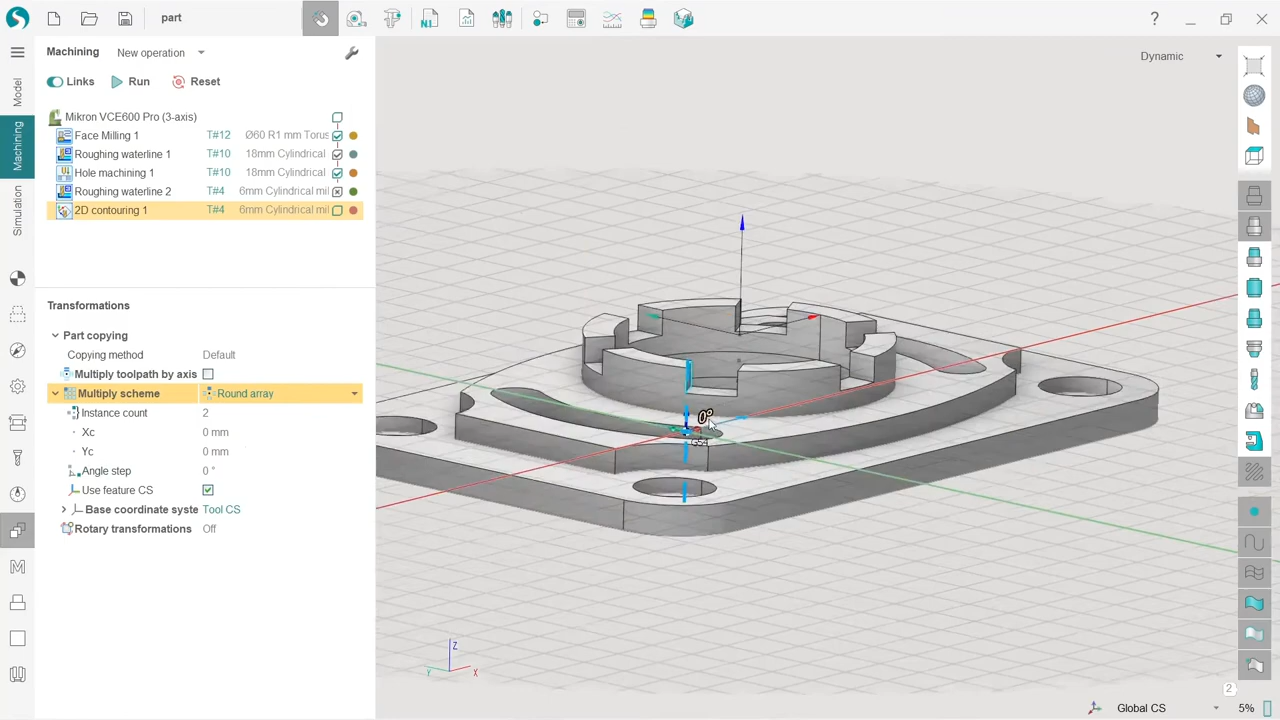 part
?
Model
Machining
Simulation
Machining New operation
Links Run Reset
Mikron VCE600 Pro (3-axis)
Face Milling 1 T#12 Ø60 R1 mm Torus
Roughing waterline 1 T#10 18mm Cylindrical
Hole machining 1 T#10 18mm Cylindrical
Roughing waterline 2 T#4 6mm Cylindrical mil
2D contouring 1 T#4 6mm Cylindrical mil
Transformations
Part copying
Copying method Default
Multiply toolpath by axis
Multiply scheme Round array
Instance count 2
Xc 0 mm
Yc 0 mm
Angle step 0 °
Use feature CS
Base coordinate syste Tool CS
Rotary transformations Off
Dynamic
0°
G54
Z
Y X
2
Global CS 5%